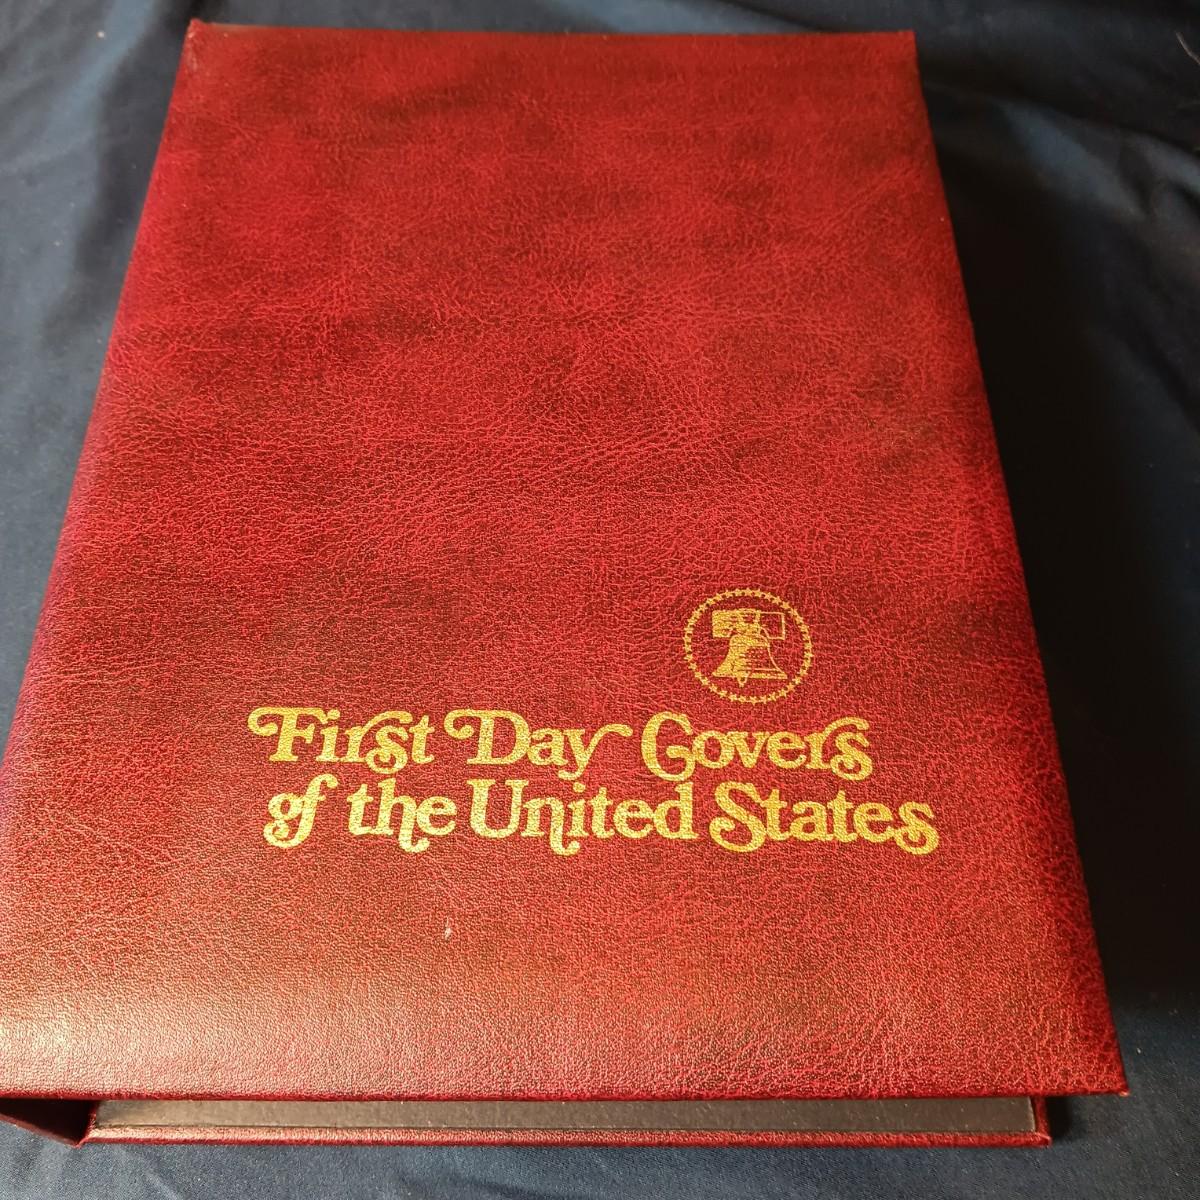 First Day Covers
of the United States